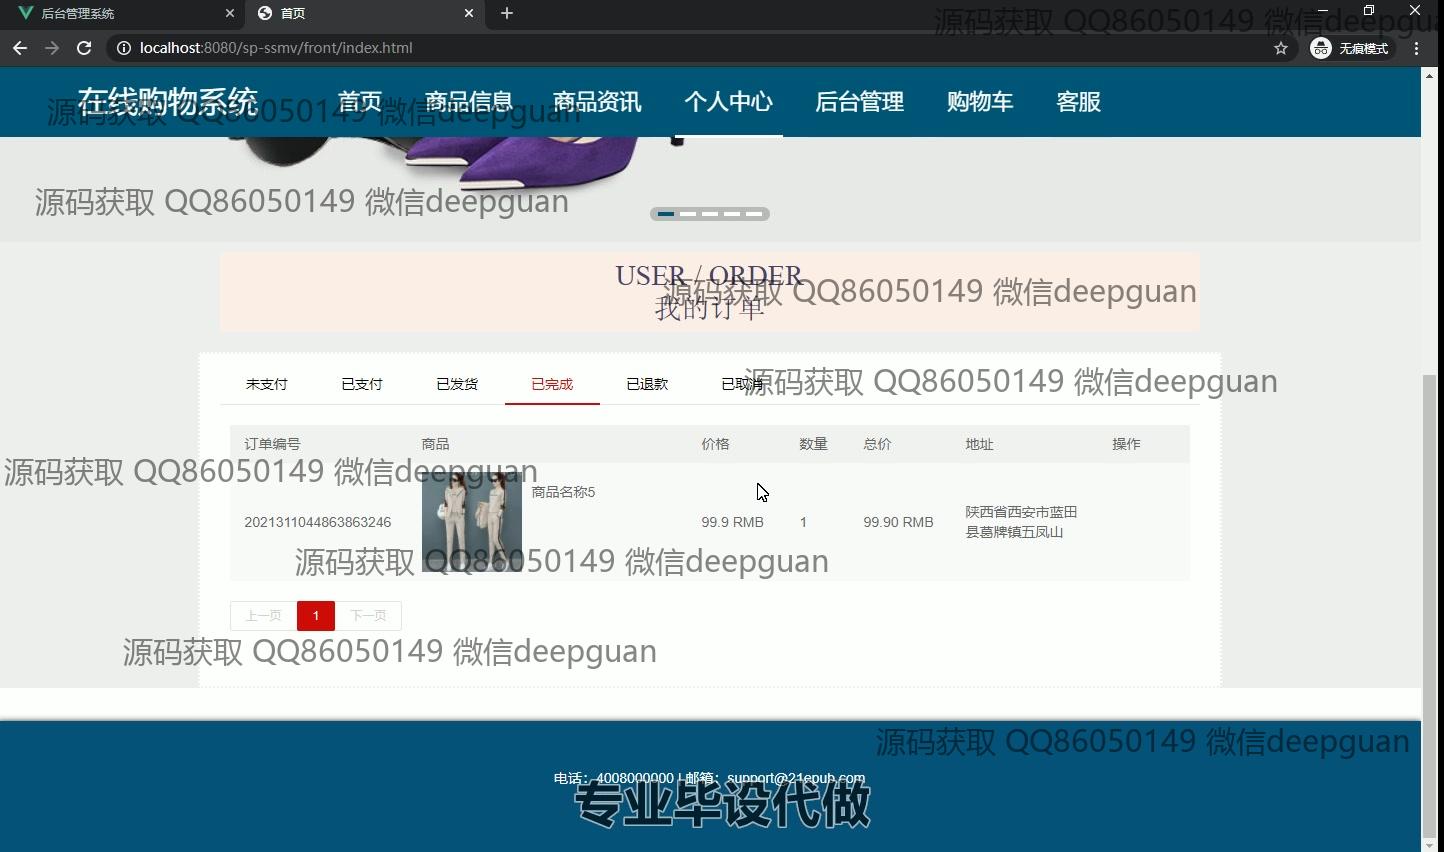 后台管理系统
首页
源码获取 QQ86050149 微信deepgu
localhost:8080/sp-ssmv/front/index.html
无痕模式
在线购物系统
首页 商品信息 商品资讯 个人中心 后台管理 购物车 客服
源码获取 QQ86050149 微信deepguan
源码获取 QQ86050149 微信deepguan
USER / ORDER
源码获取 QQ86050149 微信deepguan
我的订单
未支付 已支付 已发货 已完成 已退款 已取消
源码获取 QQ86050149 微信deepguan
订单编号 商品 价格 数量 总价 地址 操作
源码获取 QQ86050149 微信deepguan
商品名称5
2021311044863863246 99.9 RMB 1 99.90 RMB 陕西省西安市蓝田
县葛牌镇五凤山
源码获取 QQ86050149 微信deepguan
上一页 1 下一页
源码获取 QQ86050149 微信deepguan
源码获取 QQ86050149 微信deepguan
电话：4008000000 | 邮箱：support@21epub.com
专业毕设代做